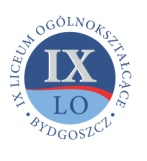 IX LICEUM OGÓLNOKSZTAŁCĄCE
IX
LO
• BYDGOSZCZ •